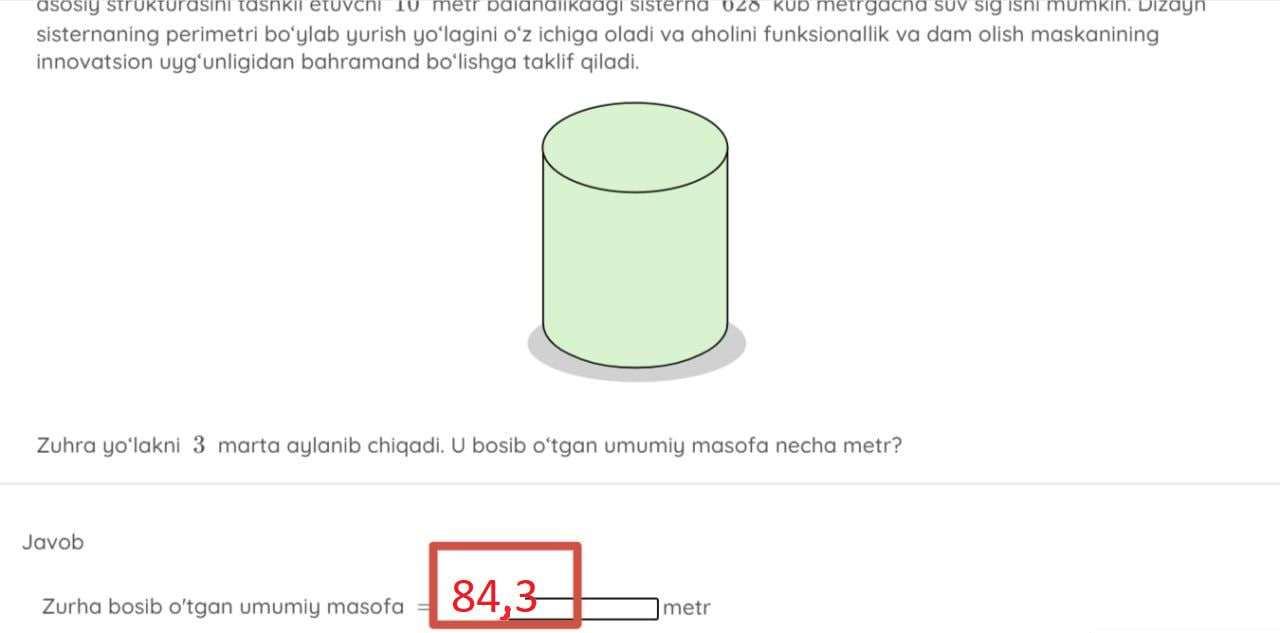 asosiy strukturasini tashkil etuvchi 10 metr balandlikdagi sisterna 628 kub metrgacha suv sig‘ishi mumkin. Dizayn
sisternaning perimetri bo‘ylab yurish yo‘lagini o‘z ichiga oladi va aholini funksionallik va dam olish maskanining
innovatsion uyg‘unligidan bahramand bo‘lishga taklif qiladi.
Zuhra yo‘lakni 3 marta aylanib chiqadi. U bosib o‘tgan umumiy masofa necha metr?
Javob
Zurha bosib o'tgan umumiy masofa = 84,3 metr